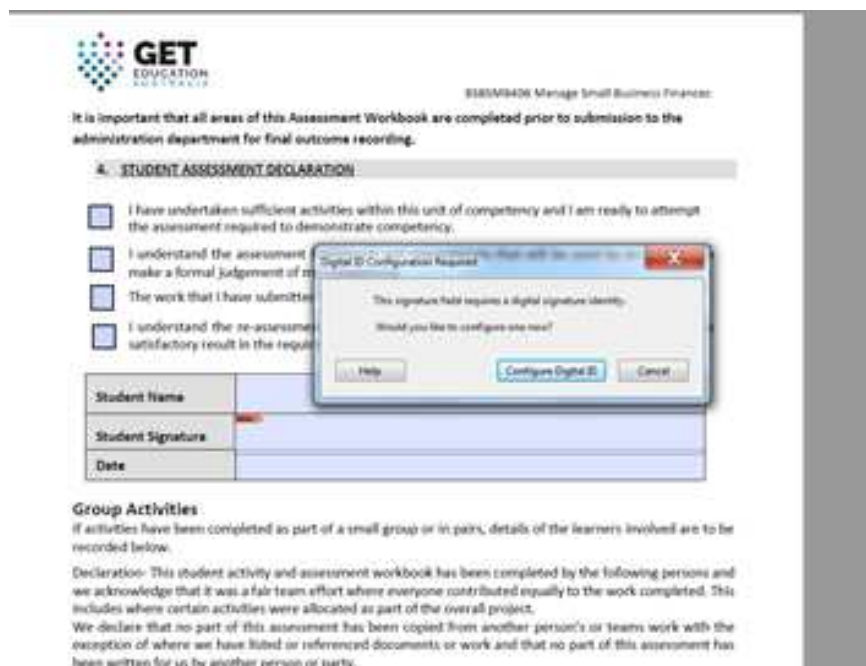 GET
EDUCATION
AUSTRALIA
BSBSMB406 Manage Small Business Finances
It is important that all areas of this Assessment Workbook are completed prior to submission to the
administration department for final outcome recording.
4. STUDENT ASSESSMENT DECLARATION
I have undertaken sufficient activities within this unit of competency and I am ready to attempt
the assessment required to demonstrate competency.
I understand the assessment
make a formal judgement of
The work that I have submitted
I understand the re-assessme
satisfactory result in the requir
Digital ID Configuration Required
This signature field requires a digital signature identity.
Would you like to configure one now?
Help
Configure Digital ID
Cancel
Student Name
Student Signature
Date
Group Activities
If activities have been completed as part of a small group or in pairs, details of the learners involved are to be
recorded below.
Declaration- This student activity and assessment workbook has been completed by the following persons and
we acknowledge that it was a fair team effort where everyone contributed equally to the work completed. This
includes where certain activities were allocated as part of the overall project.
We declare that no part of this assessment has been copied from another person's or teams work with the
exception of where we have listed or referenced documents or work and that no part of this assessment has
been written for us by another person or party.